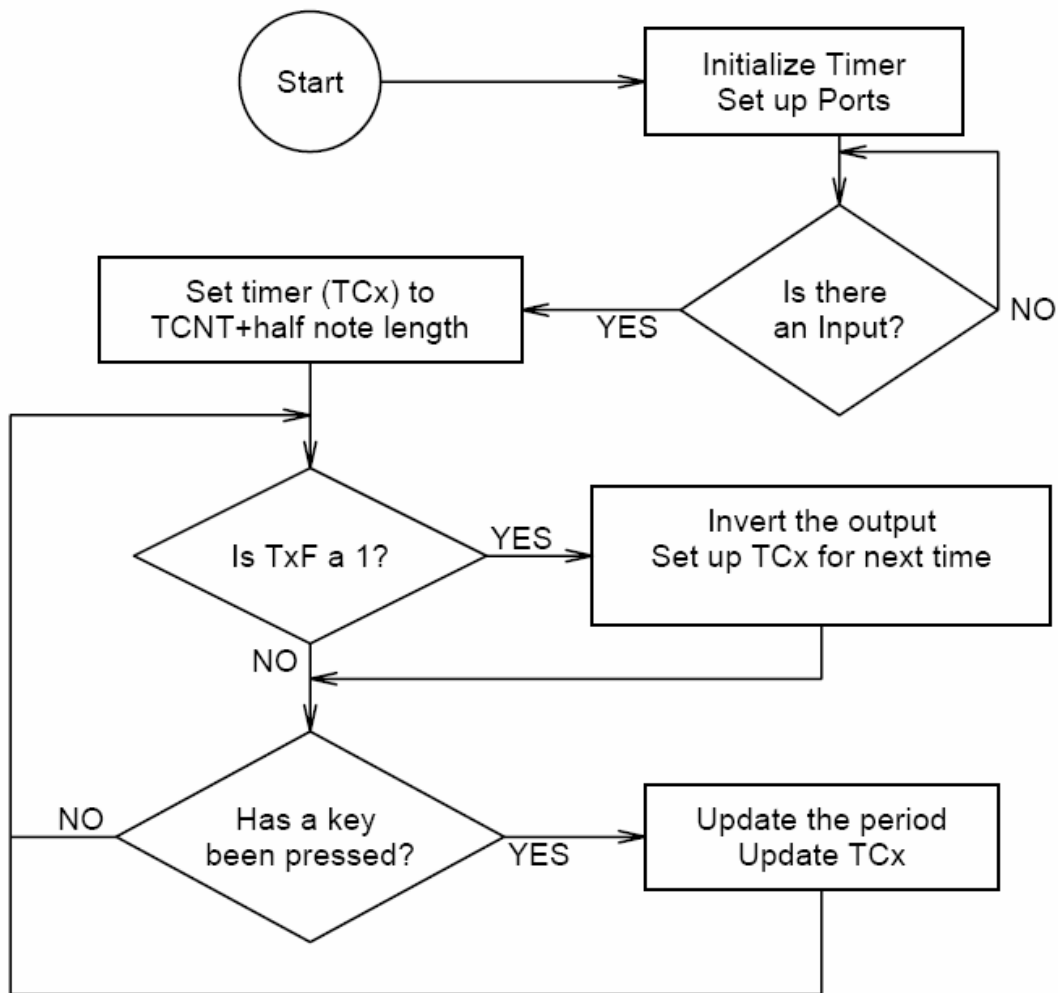 Start
Initialize Timer
Set up Ports
Is there
an Input?
NO
YES
Set timer (TCx) to
TCNT+half note length
Is TxF a 1?
YES
Invert the output
Set up TCx for next time
NO
Has a key
been pressed?
NO
YES
Update the period
Update TCx